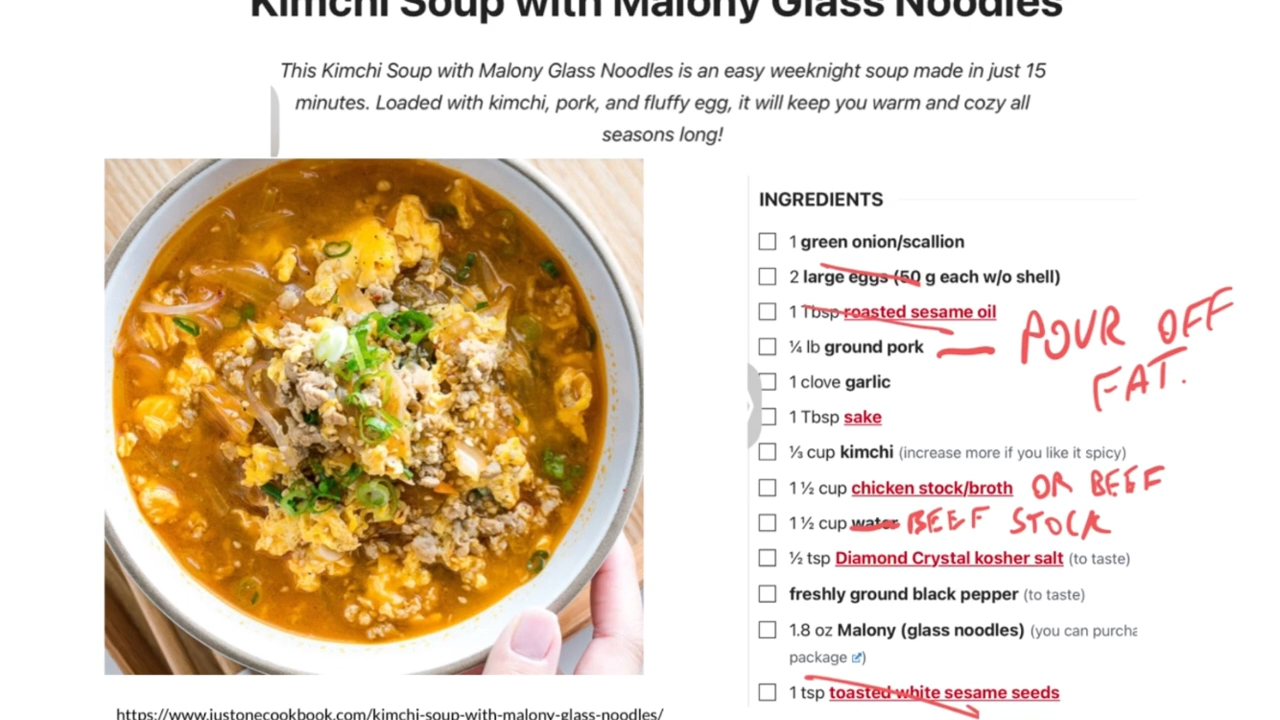 Kimchi Soup with Malony Glass Noodles
This Kimchi Soup with Malony Glass Noodles is an easy weeknight soup made in just 15
minutes. Loaded with kimchi, pork, and fluffy egg, it will keep you warm and cozy all
seasons long!
INGREDIENTS
1 green onion/scallion
2 large eggs (50 g each w/o shell)
1 Tbsp roasted sesame oil
¼ lb ground pork — POUR OFF
FAT.
1 clove garlic
1 Tbsp sake
⅓ cup kimchi (increase more if you like it spicy)
1 ½ cup chicken stock/broth OR BEEF
1 ½ cup water BEEF STOCK
½ tsp Diamond Crystal kosher salt (to taste)
freshly ground black pepper (to taste)
1.8 oz Malony (glass noodles) (you can purcha
package)
1 tsp toasted white sesame seeds
https://www.justonecookbook.com/kimchi-soup-with-malony-glass-noodles/